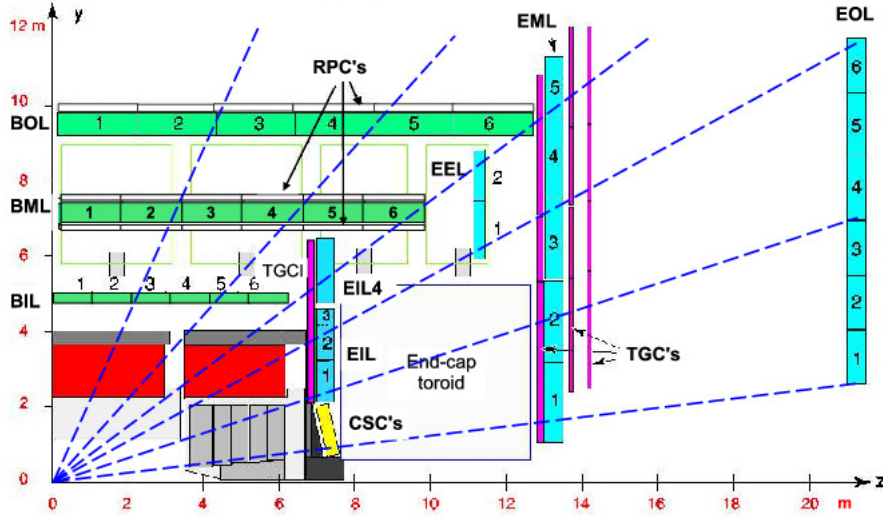 12 m
y
EML
EOL
RPC's
5
6
10
BOL
1 2 3 4 5 6
5
4
EEL
8
2
4
BML
1 2 3 4 5 6
1
3
6
TGCI
3
1 2 3 4 5 6
EIL4
BIL
2
4
3
2
2
EIL
End-cap
toroid
TGC's
1
1
2
CSC's
1
0
z
0 2 4 6 8 10 12 14 16 18 20 m